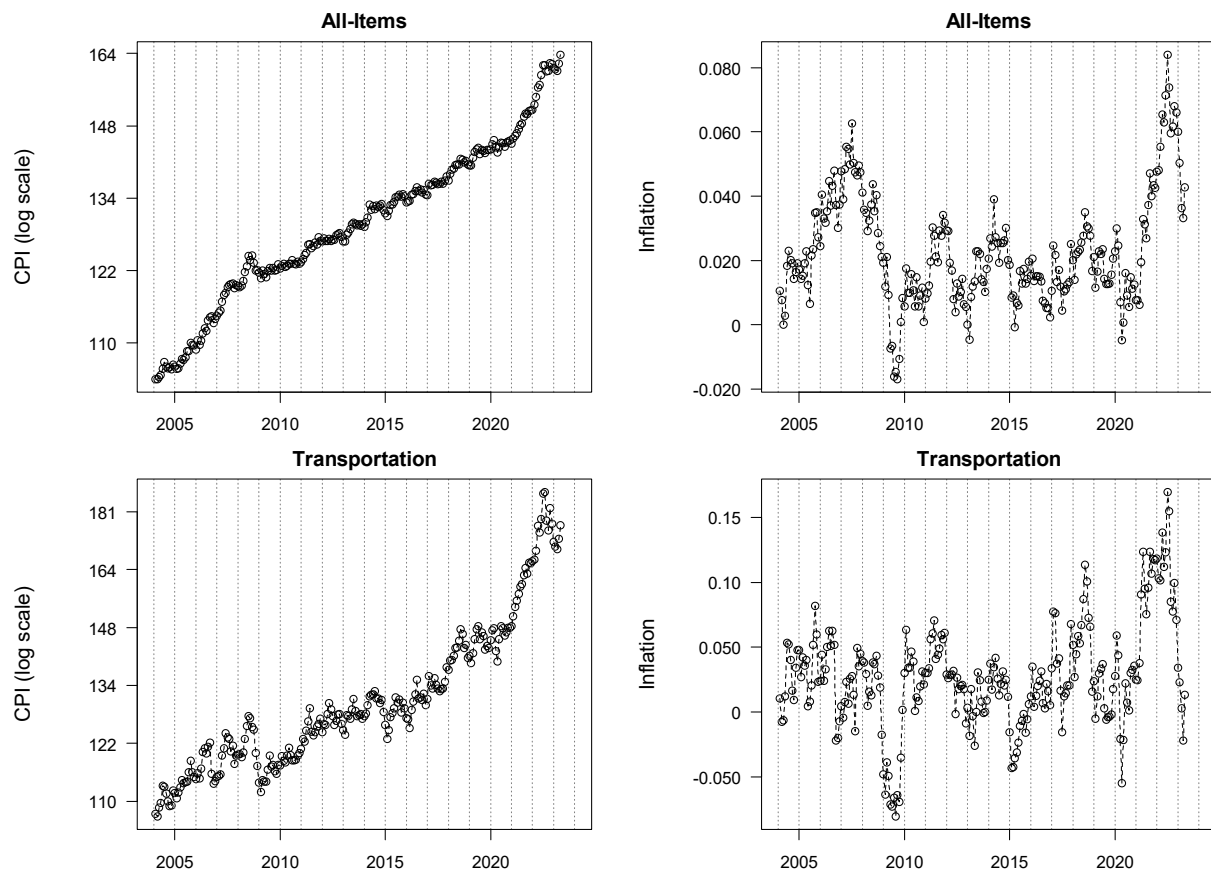 All-Items
CPI (log scale)
164
148
134
122
110
2005 2010 2015 2020
All-Items
Inflation
0.080
0.060
0.040
0.020
0
-0.020
2005 2010 2015 2020
Transportation
CPI (log scale)
181
164
148
134
122
110
2005 2010 2015 2020
Transportation
Inflation
0.15
0.10
0.050
0
-0.050
2005 2010 2015 2020